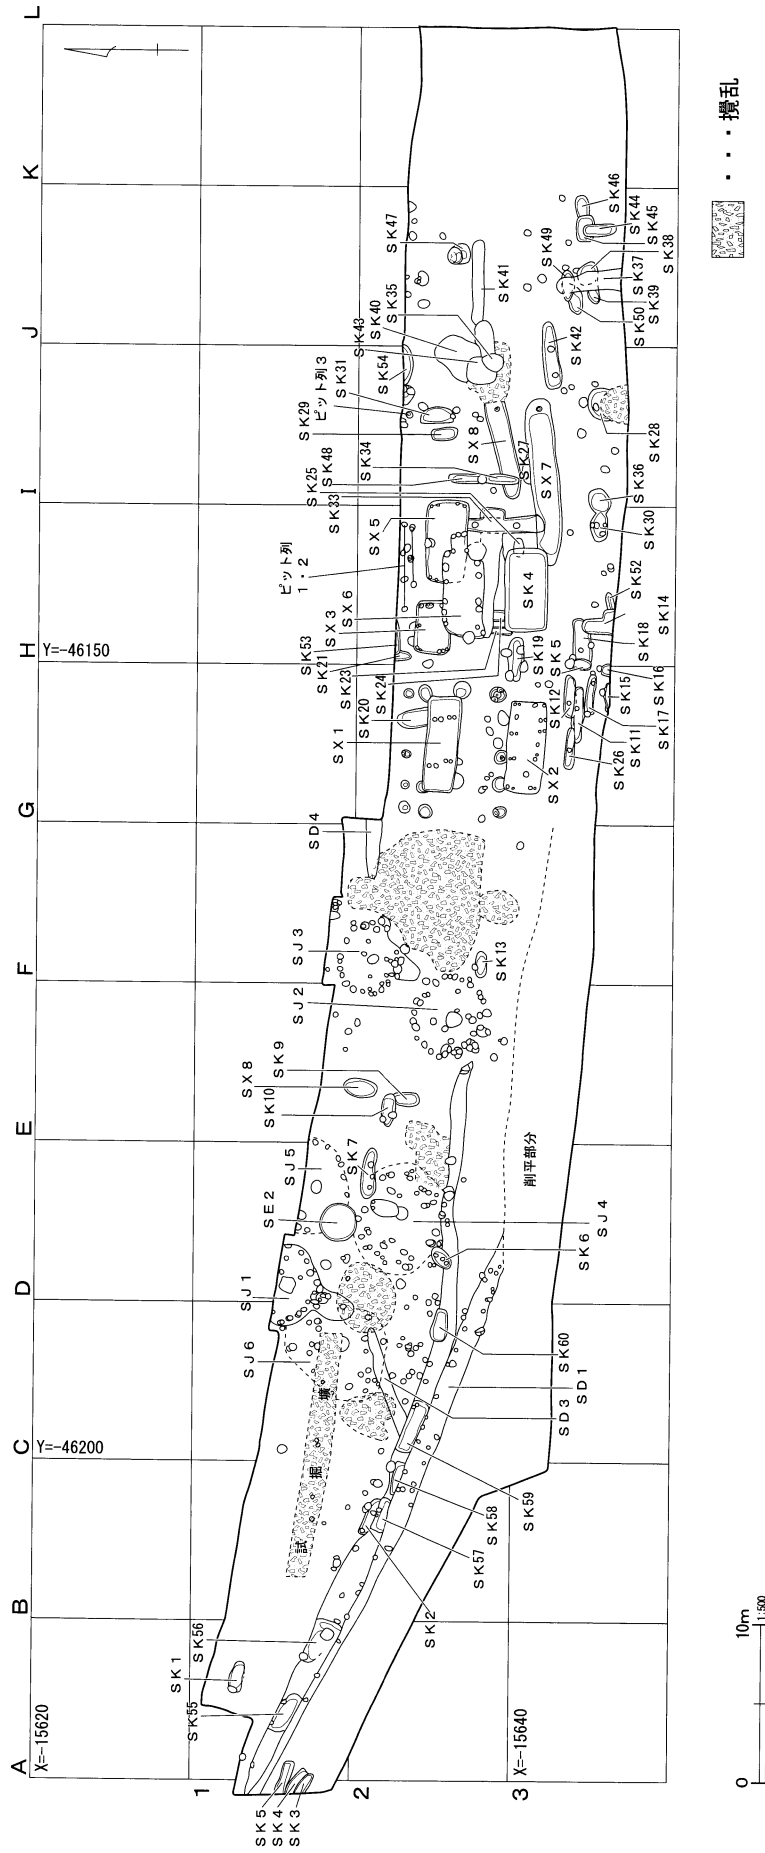 L
K
J
I
H
G
F
E
D
C
B
A
1
2
3
Y=-46150
Y=-46200
X=-15620
X=-15640
・・・攪乱
SK46
SK44
SK45
SK38
SK49
SK37
SK39
SK50
SK47
SK41
SK35
SK40
SK43
SK42
SK54
ピット列3
SK31
SK29
SX8
SK28
SK34
SK48
SK25
SK27
SX7
SK33
SK36
SK30
SX5
ピット列
1・2
SX6
SX3
SK4
SK52
SK14
SK18
SK53
SK21
SK23
SK24
SK19
SK5
SK16
SK15
SK12
SK17
SK11
SK26
SK20
SX1
SX2
SD4
SJ3
SK13
SJ2
SK9
SX8
SK10
SJ5
SK7
SE2
SJ4
SK6
削平部分
SJ1
SJ6
SK60
SD1
SD3
SK59
SK58
SK57
SK2
試掘壙
SK56
SK1
SK55
SK5
SK4
SK3
0
10m
1:500